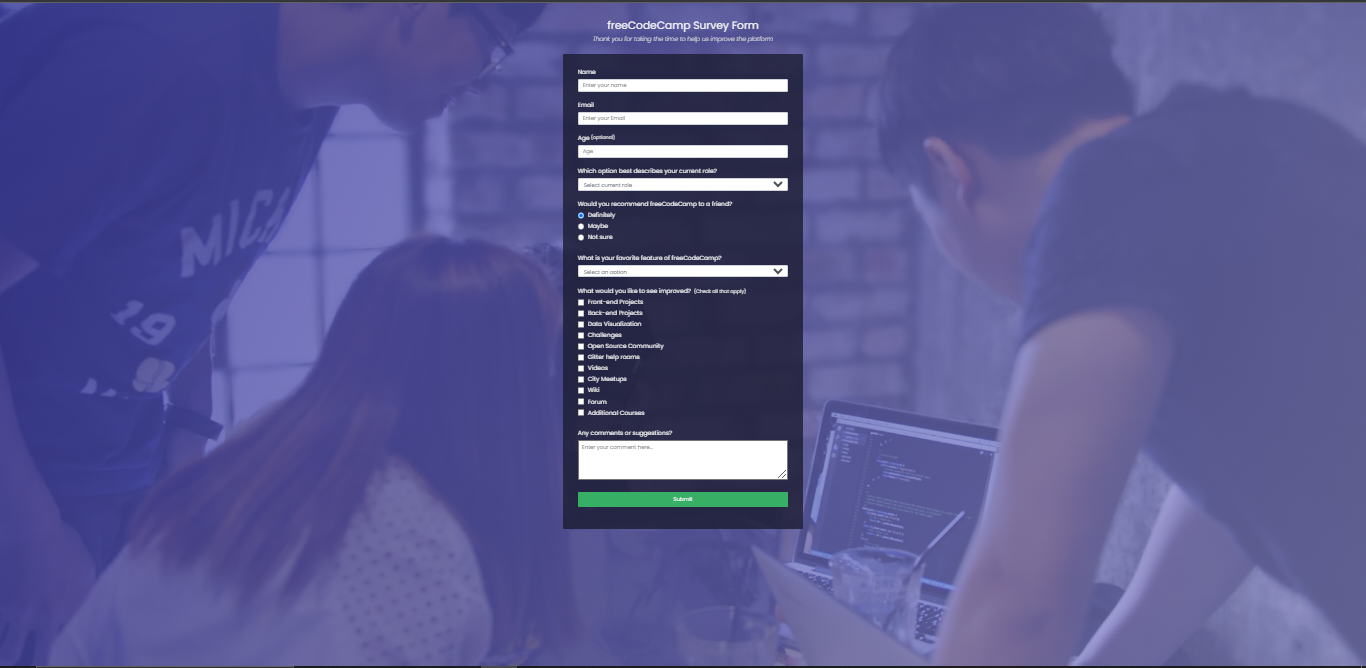 freeCodeCamp Survey Form
Thank you for taking the time to help us improve the platform
Name
Enter your name
Email
Enter your Email
Age (optional)
Age
Which option best describes your current role?
Select current role
Would you recommend freeCodeCamp to a friend?
Definitely
Maybe
Not sure
What is your favorite feature of freeCodeCamp?
Select an option
What would you like to see improved? (Check all that apply)
Front-end Projects
Back-end Projects
Data Visualization
Challenges
Open Source Community
Gitter help rooms
Videos
City Meetups
Wiki
Forum
Additional Courses
Any comments or suggestions?
Enter your comment here...
Submit
MICA
19